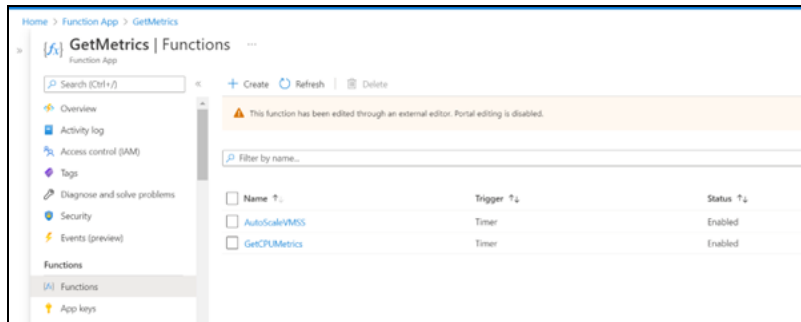 Home > Function App > GetMetrics
GetMetrics | Functions ...
Function App
Search (Ctrl+/)
Overview
Activity log
Access control (IAM)
Tags
Diagnose and solve problems
Security
Events (preview)
Functions
Functions
App keys
Create Refresh Delete
This function has been edited through an external editor. Portal editing is disabled.
Filter by name...
Name Trigger Status
AutoScaleVMSS Timer Enabled
GetCPUMetrics Timer Enabled